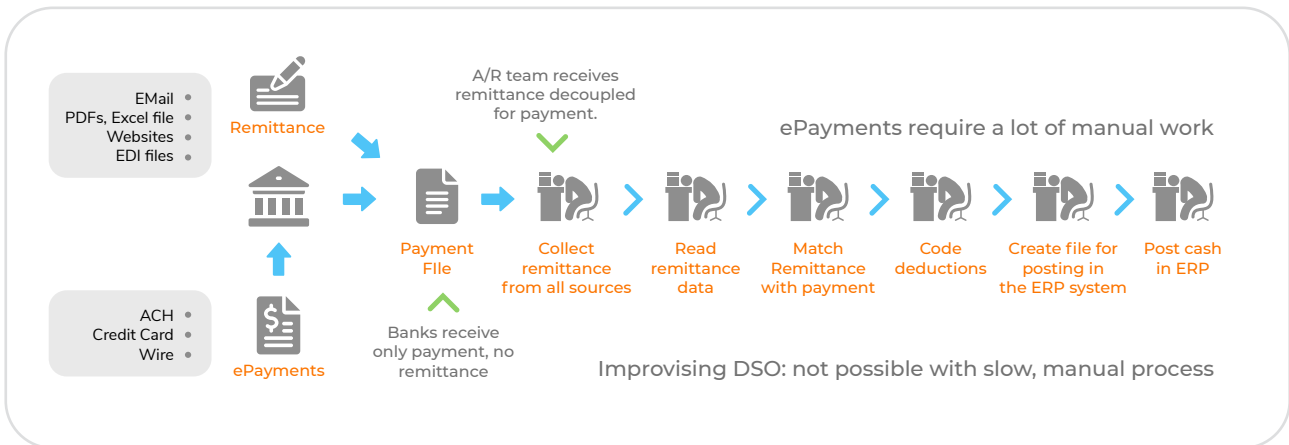 EMail
PDFs, Excel file
Websites
EDI files
Remittance
A/R team receives
remittance decoupled
for payment.
ePayments require a lot of manual work
Payment
FIle
Collect
remittance
from all sources
Read
remittance
data
Match
Remittance
with payment
Code
deductions
Create file for
posting in
the ERP system
Post cash
in ERP
ACH
Credit Card
Wire
$
ePayments
Banks receive
only payment, no
remittance
Improvising DSO: not possible with slow, manual process